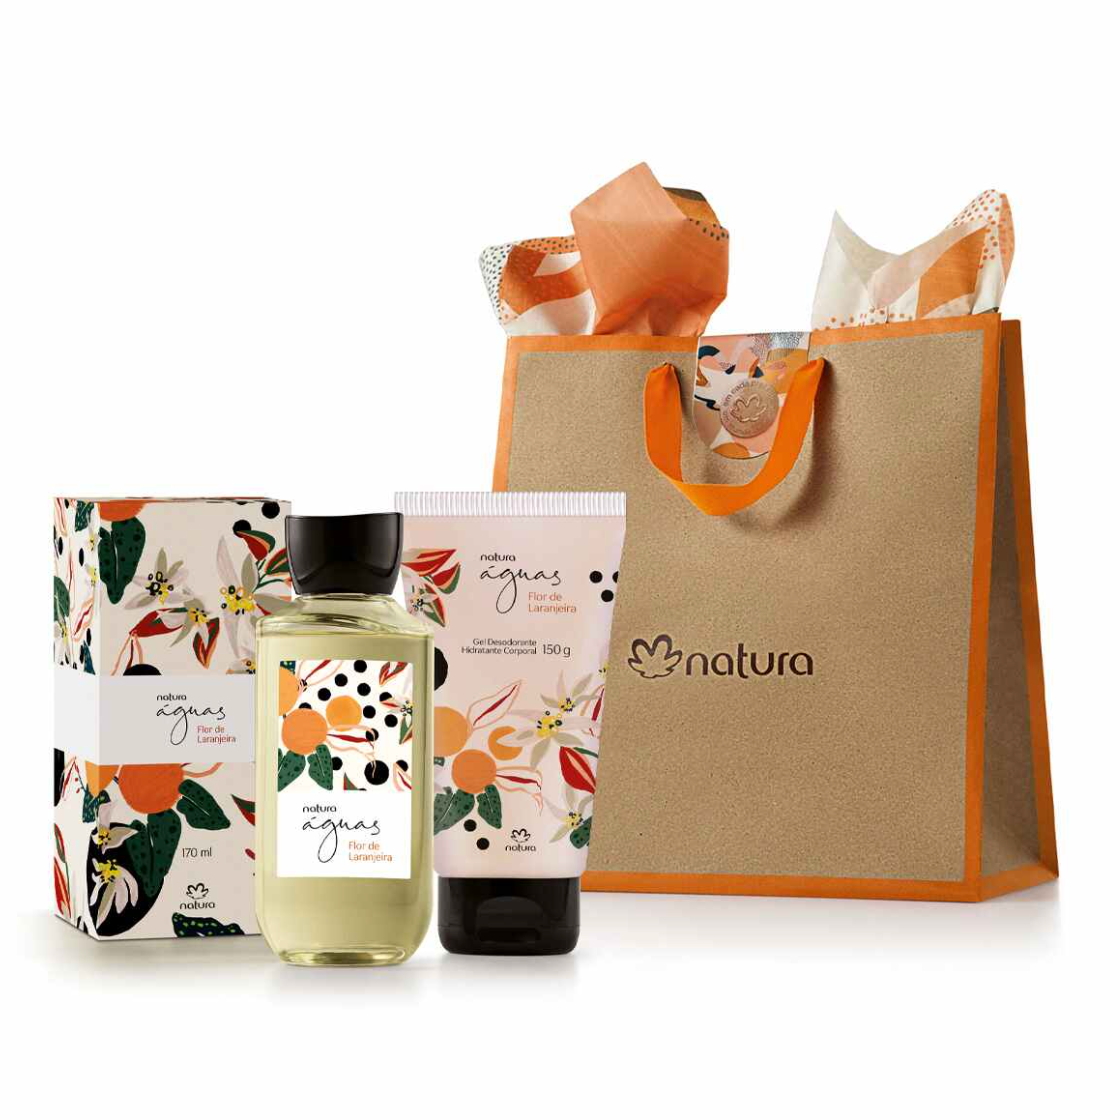 natura
águas
Flor de
Laranjeira
170 ml
natura
natura
águas
Flor de
Laranjeira
natura
águas
Flor de
Laranjeira
Gel Desodorante
Hidratante Corporal 150 g
natura
natura